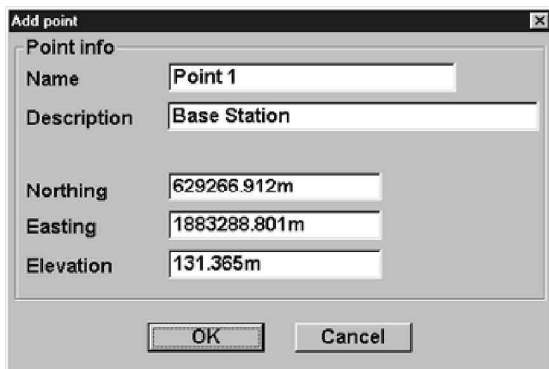 Add point
Point info
Name Point 1
Description Base Station
Northing 629266.912m
Easting 1883288.801m
Elevation 131.365m
OK Cancel